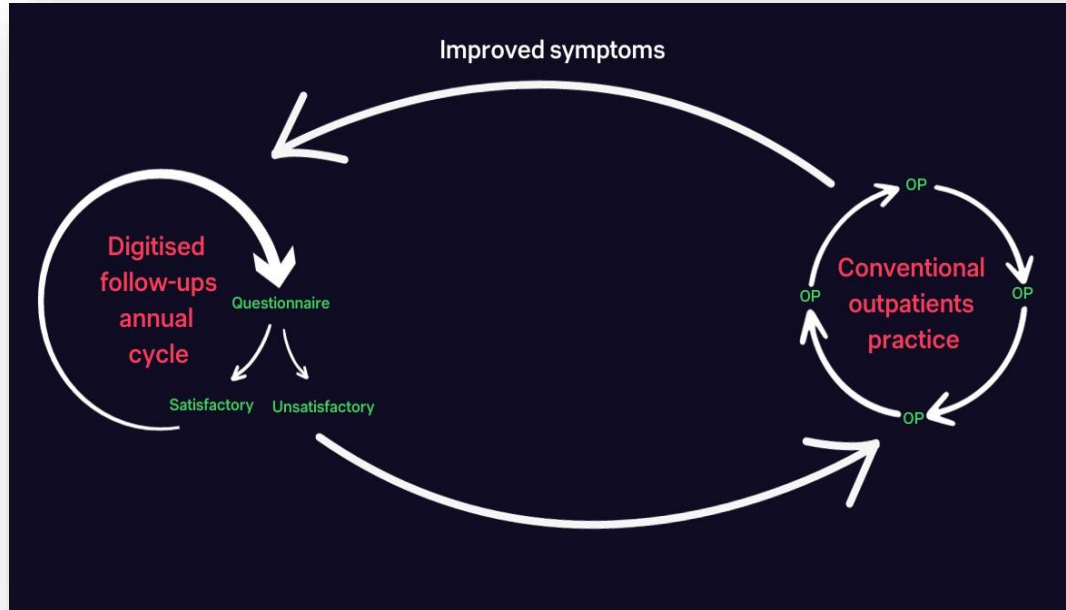 Improved symptoms
Digitised
follow-ups
annual
cycle
Questionnaire
Satisfactory
Unsatisfactory
OP
OP
OP
OP
Conventional
outpatients
practice